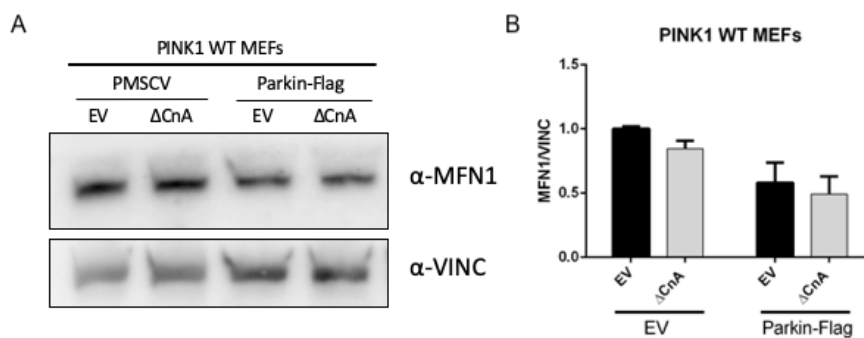 A
PINK1 WT MEFs
PMSCV Parkin-Flag
EV ΔCnA EV ΔCnA
α-MFN1
α-VINC
B
PINK1 WT MEFs
MFN1/VINC
1.5
1.0
0.5
0.0
EV ΔCnA EV ΔCnA
EV Parkin-Flag